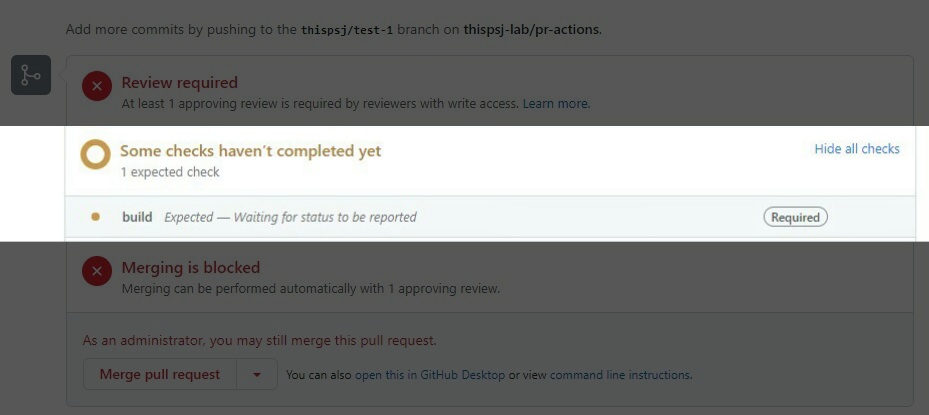 Add more commits by pushing to the thispsj/test-1 branch on thispsj-lab/pr-actions.
Review required
At least 1 approving review is required by reviewers with write access. Learn more.
Some checks haven't completed yet
Hide all checks
1 expected check
build Expected — Waiting for status to be reported Required
Merging is blocked
Merging can be performed automatically with 1 approving review.
As an administrator, you may still merge this pull request.
Merge pull request You can also open this in GitHub Desktop or view command line instructions.